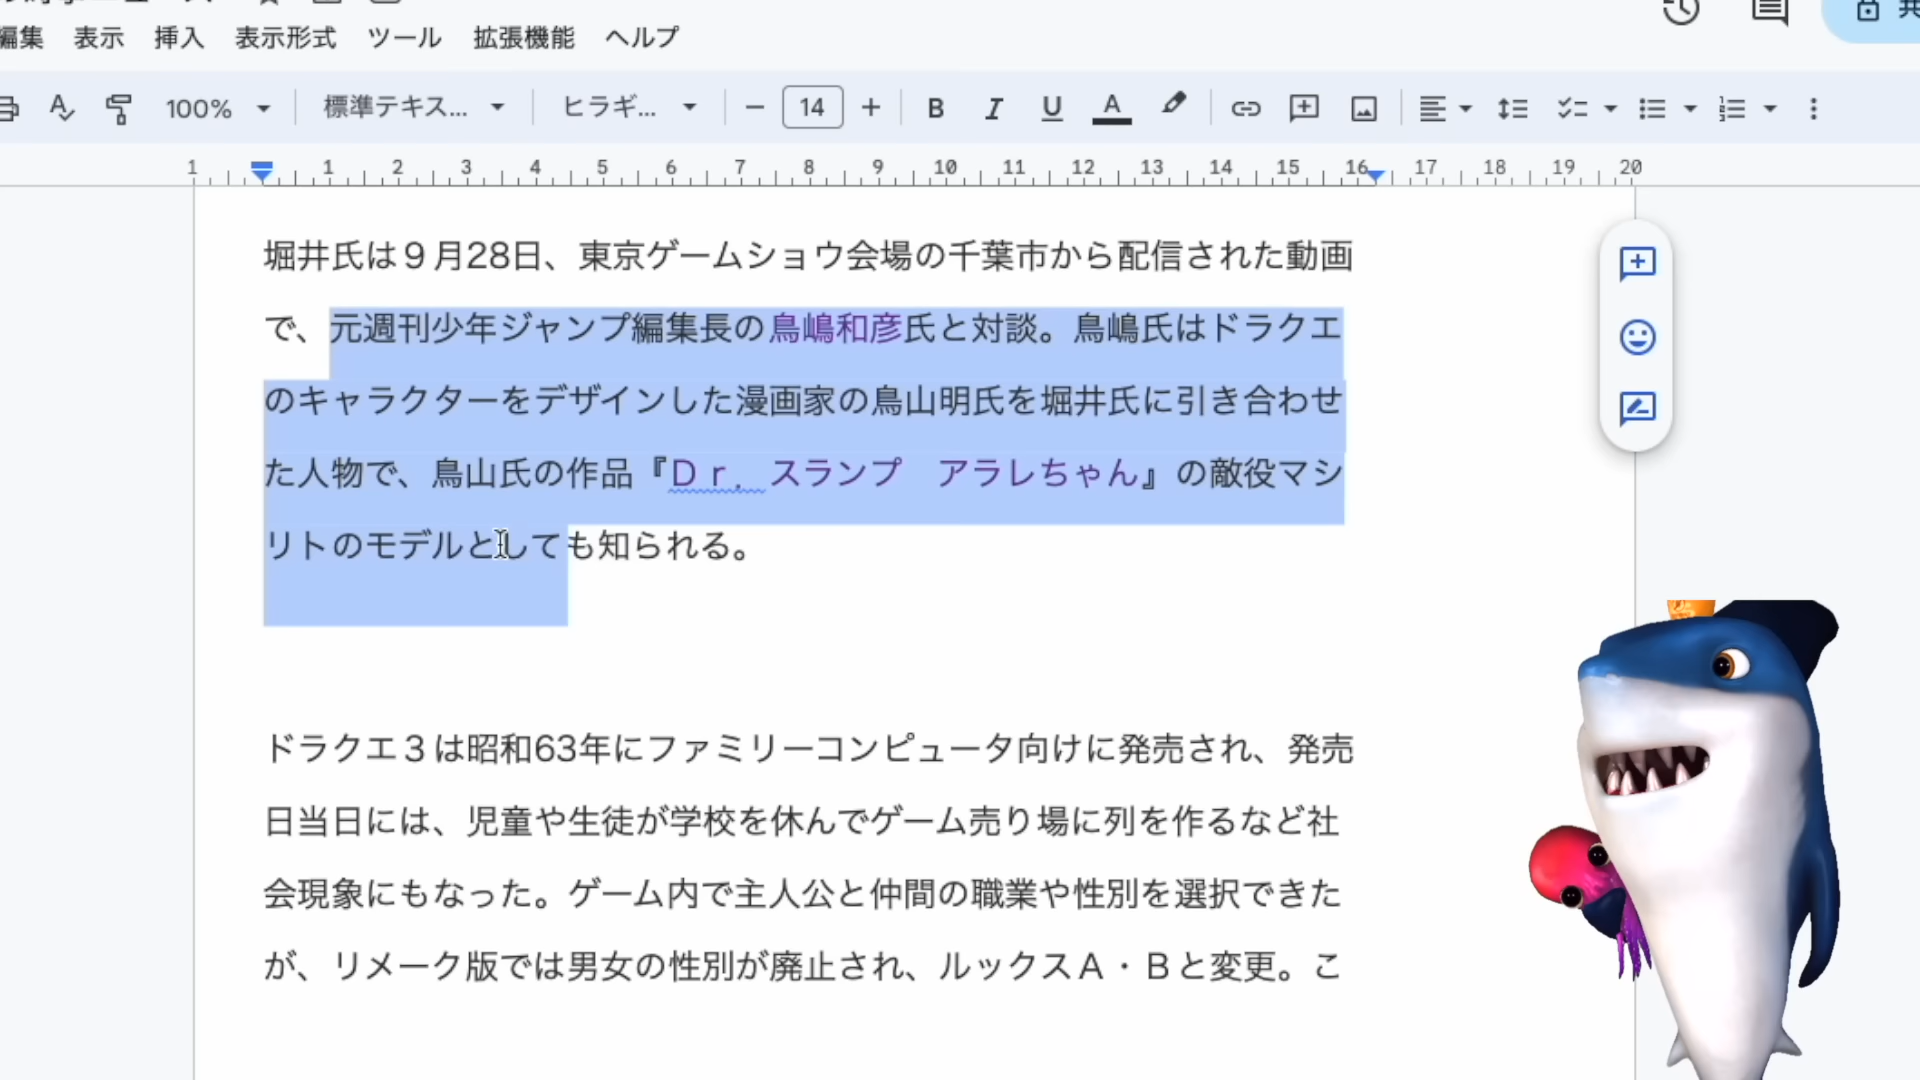 編集 表示 挿入 表示形式 ツール 拡張機能 ヘルプ
100% 標準テキス... ヒラギ... 14 B I U A
1 1 2 3 4 5 6 7 8 9 10 11 12 13 14 15 16 17 18 19 20
堀井氏は９月28日、東京ゲームショウ会場の千葉市から配信された動画
で、元週刊少年ジャンプ編集長の鳥嶋和彦氏と対談。鳥嶋氏はドラクエ
のキャラクターをデザインした漫画家の鳥山明氏を堀井氏に引き合わせ
た人物で、鳥山氏の作品『Ｄｒ．スランプ　アラレちゃん』の敵役マシ
リトのモデルとしても知られる。
ドラクエ３は昭和63年にファミリーコンピュータ向けに発売され、発売
日当日には、児童や生徒が学校を休んでゲーム売り場に列を作るなど社
会現象にもなった。ゲーム内で主人公と仲間の職業や性別を選択できた
が、リメーク版では男女の性別が廃止され、ルックスＡ・Ｂと変更。こ